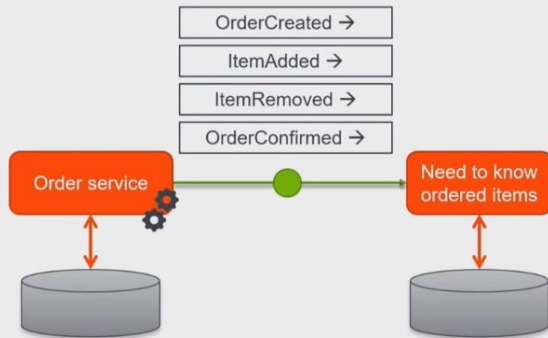 OrderCreated →
ItemAdded →
ItemRemoved →
OrderConfirmed →
Order service
Need to know
ordered items